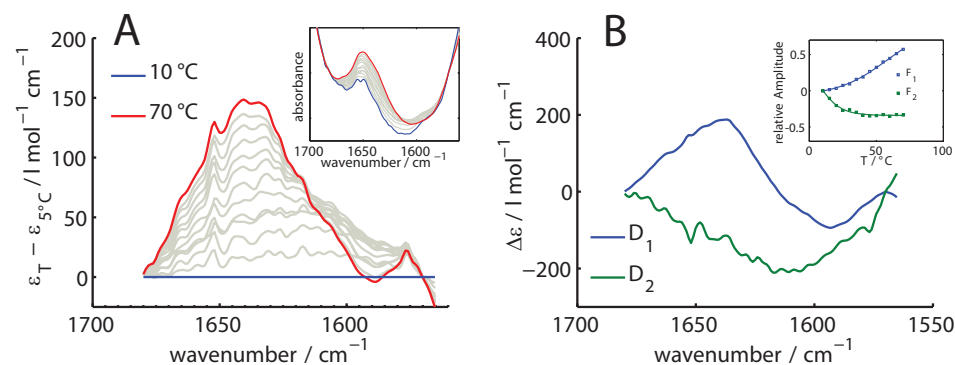 A
200
150
100
50
0
ε_T − ε_5°C / l mol⁻¹ cm⁻¹
10 °C
70 °C
1700
1650
1600
wavenumber / cm⁻¹
absorbance
1700
1600
wavenumber / cm⁻¹
B
400
200
0
−200
Δε / l mol⁻¹ cm⁻¹
D₁
D₂
1700
1650
1600
1550
wavenumber / cm⁻¹
relative Amplitude
0.5
0
−0.5
F₁
F₂
0
50
100
T / °C